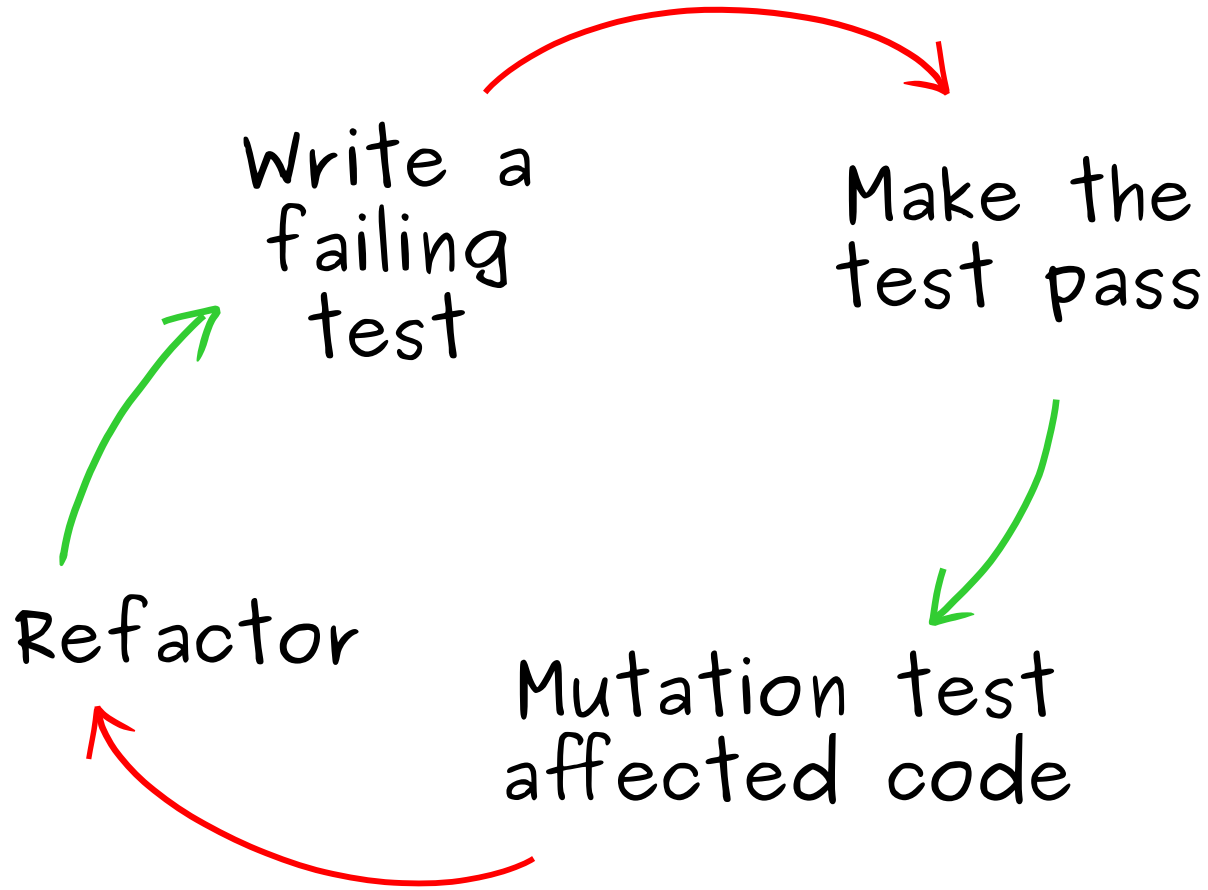 Write a
failing
test
Make the
test pass
Mutation test
affected code
Refactor